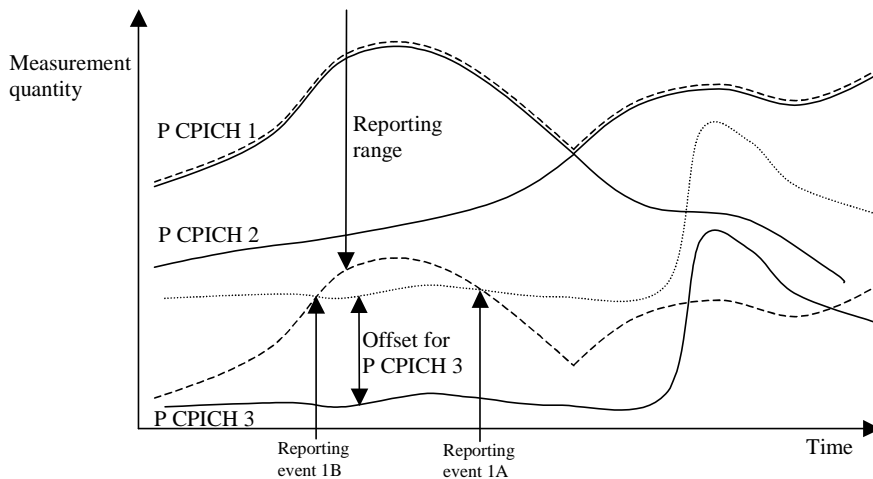 Measurement
quantity
P CPICH 1
Reporting
range
P CPICH 2
Offset for
P CPICH 3
P CPICH 3
Time
Reporting
event 1B
Reporting
event 1A